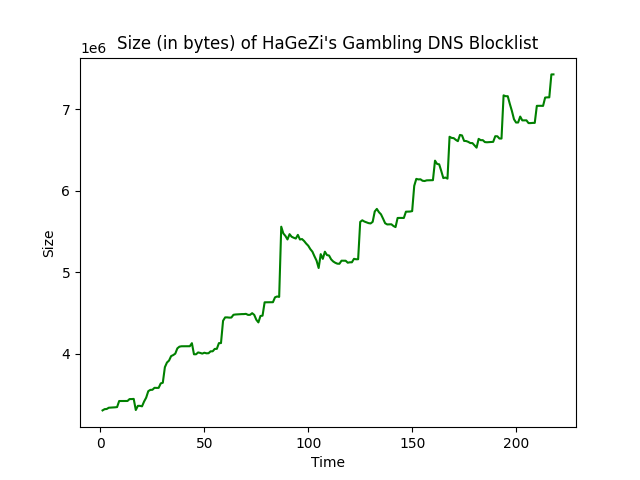 Size (in bytes) of HaGeZi's Gambling DNS Blocklist
1e6
7
6
5
4
Size
0 50 100 150 200
Time